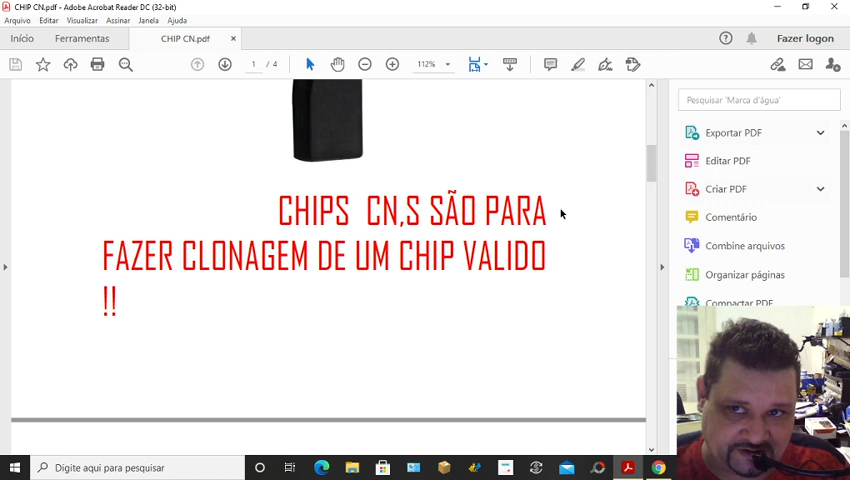 CHIP CN.pdf - Adobe Acrobat Reader DC (32-bit)
Arquivo Editar Visualizar Assinar Janela Ajuda
Início Ferramentas CHIP CN.pdf × Fazer logon
1 / 4 112%
Pesquisar 'Marca d'água'
Exportar PDF
Editar PDF
Criar PDF
Comentário
Combine arquivos
Organizar páginas
Compactar PDF
CHIPS CN,S SÃO PARA
FAZER CLONAGEM DE UM CHIP VALIDO
!!
Digite aqui para pesquisar